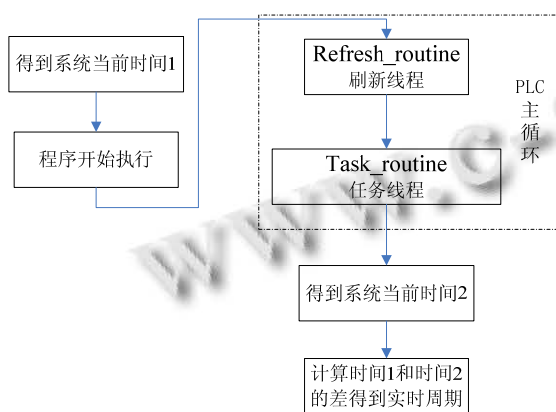 得到系统当前时间1
程序开始执行
Refresh_routine
刷新线程
Task_routine
任务线程
PLC
主
循
环
得到系统当前时间2
计算时间1和时间2
的差得到实时周期
www.c-